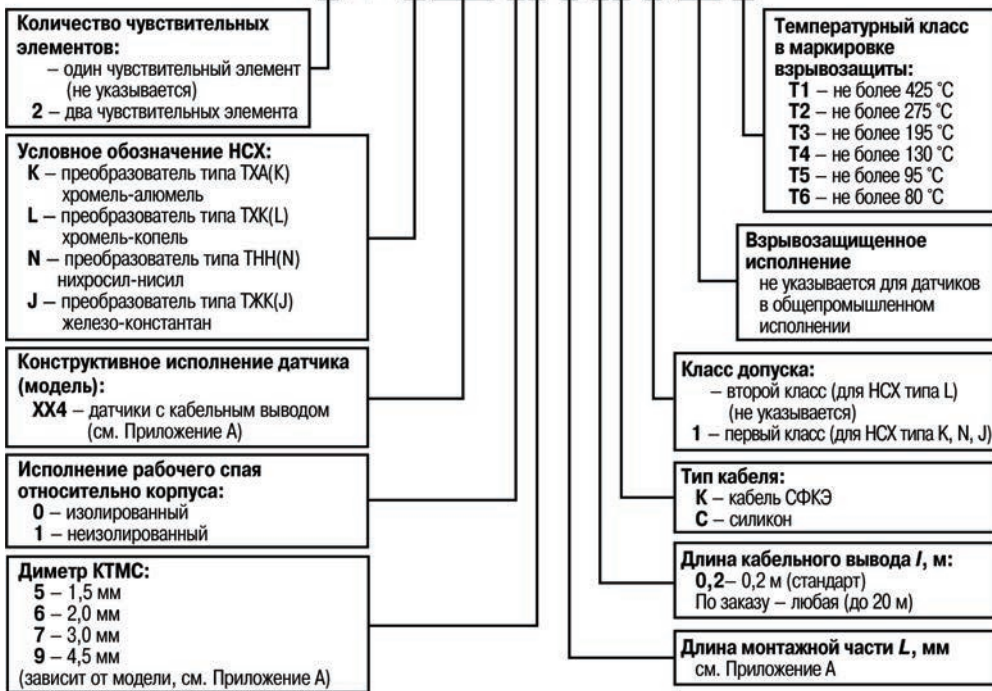 Количество чувствительных
элементов:
– один чувствительный элемент
(не указывается)
2 – два чувствительных элемента
Условное обозначение НСХ:
К – преобразователь типа ТХА(К)
хромель-алюмель
L – преобразователь типа ТХК(L)
хромель-копель
N – преобразователь типа ТНН(N)
нихросил-нисил
J – преобразователь типа ТЖК(J)
железо-константан
Конструктивное исполнение датчика
(модель):
ХХ4 – датчики с кабельным выводом
(см. Приложение А)
Исполнение рабочего спая
относительно корпуса:
0 – изолированный
1 – неизолированный
Диметр КТМС:
5 – 1,5 мм
6 – 2,0 мм
7 – 3,0 мм
9 – 4,5 мм
(зависит от модели, см. Приложение А)
Температурный класс
в маркировке
взрывозащиты:
Т1 – не более 425 °С
Т2 – не более 275 °С
Т3 – не более 195 °С
Т4 – не более 130 °С
Т5 – не более 95 °С
Т6 – не более 80 °С
Взрывозащищенное
исполнение
не указывается для датчиков
в общепромышленном
исполнении
Класс допуска:
– второй класс (для НСХ типа L)
(не указывается)
1 – первый класс (для НСХ типа К, N, J)
Тип кабеля:
К – кабель СФКЭ
С – силикон
Длина кабельного вывода l, м:
0,2– 0,2 м (стандарт)
По заказу – любая (до 20 м)
Длина монтажной части L, мм
см. Приложение А